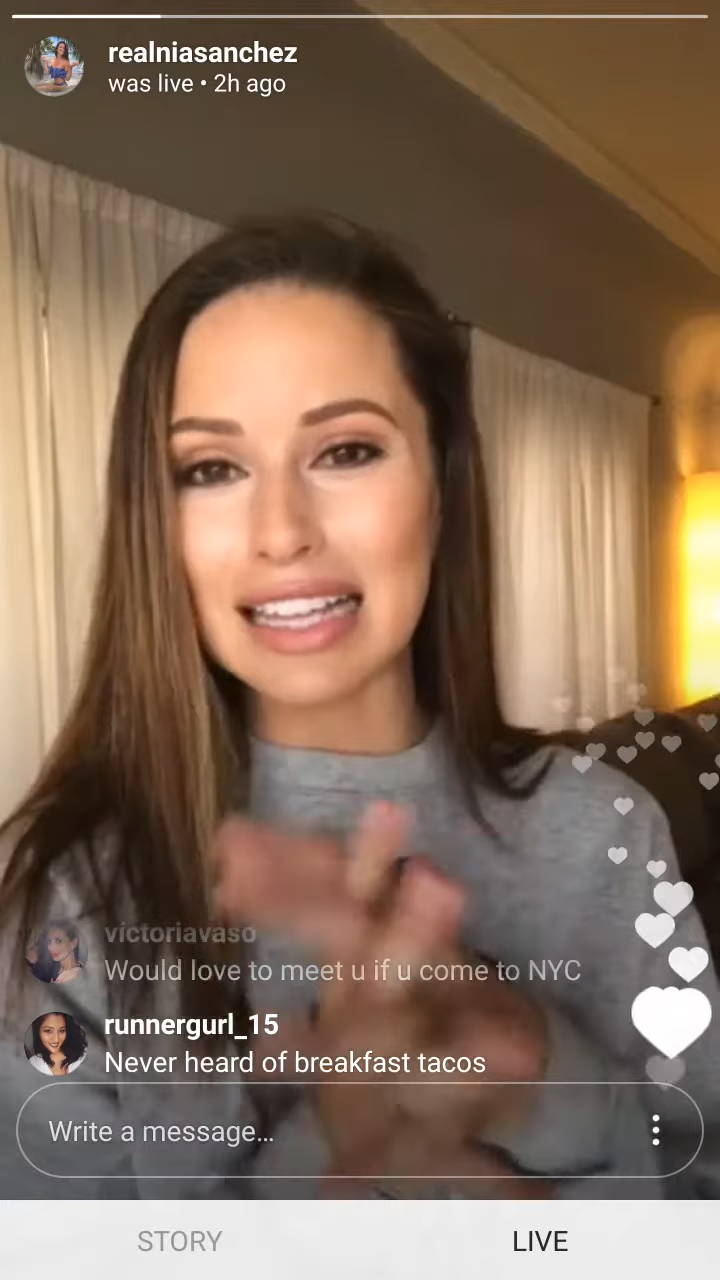 realniasanchez
was live • 2h ago
victoriavaso
Would love to meet u if u come to NYC
runnergurl_15
Never heard of breakfast tacos
Write a message...
STORY
LIVE